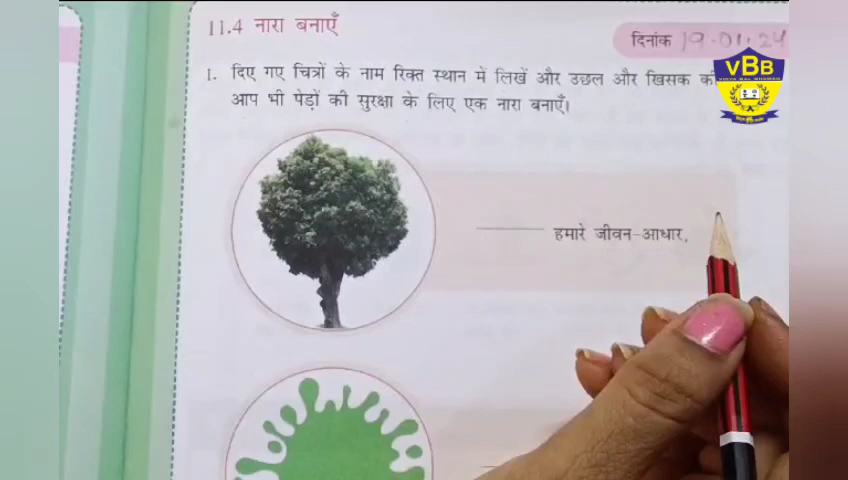 11.4 नारा बनाएँ
दिनांक 19.01.24
1. दिए गए चित्रों के नाम रिक्त स्थान में लिखें और उछल और खिसक की
आप भी पेड़ों की सुरक्षा के लिए एक नारा बनाएँ।
VBB
हमारे जीवन-आधार,